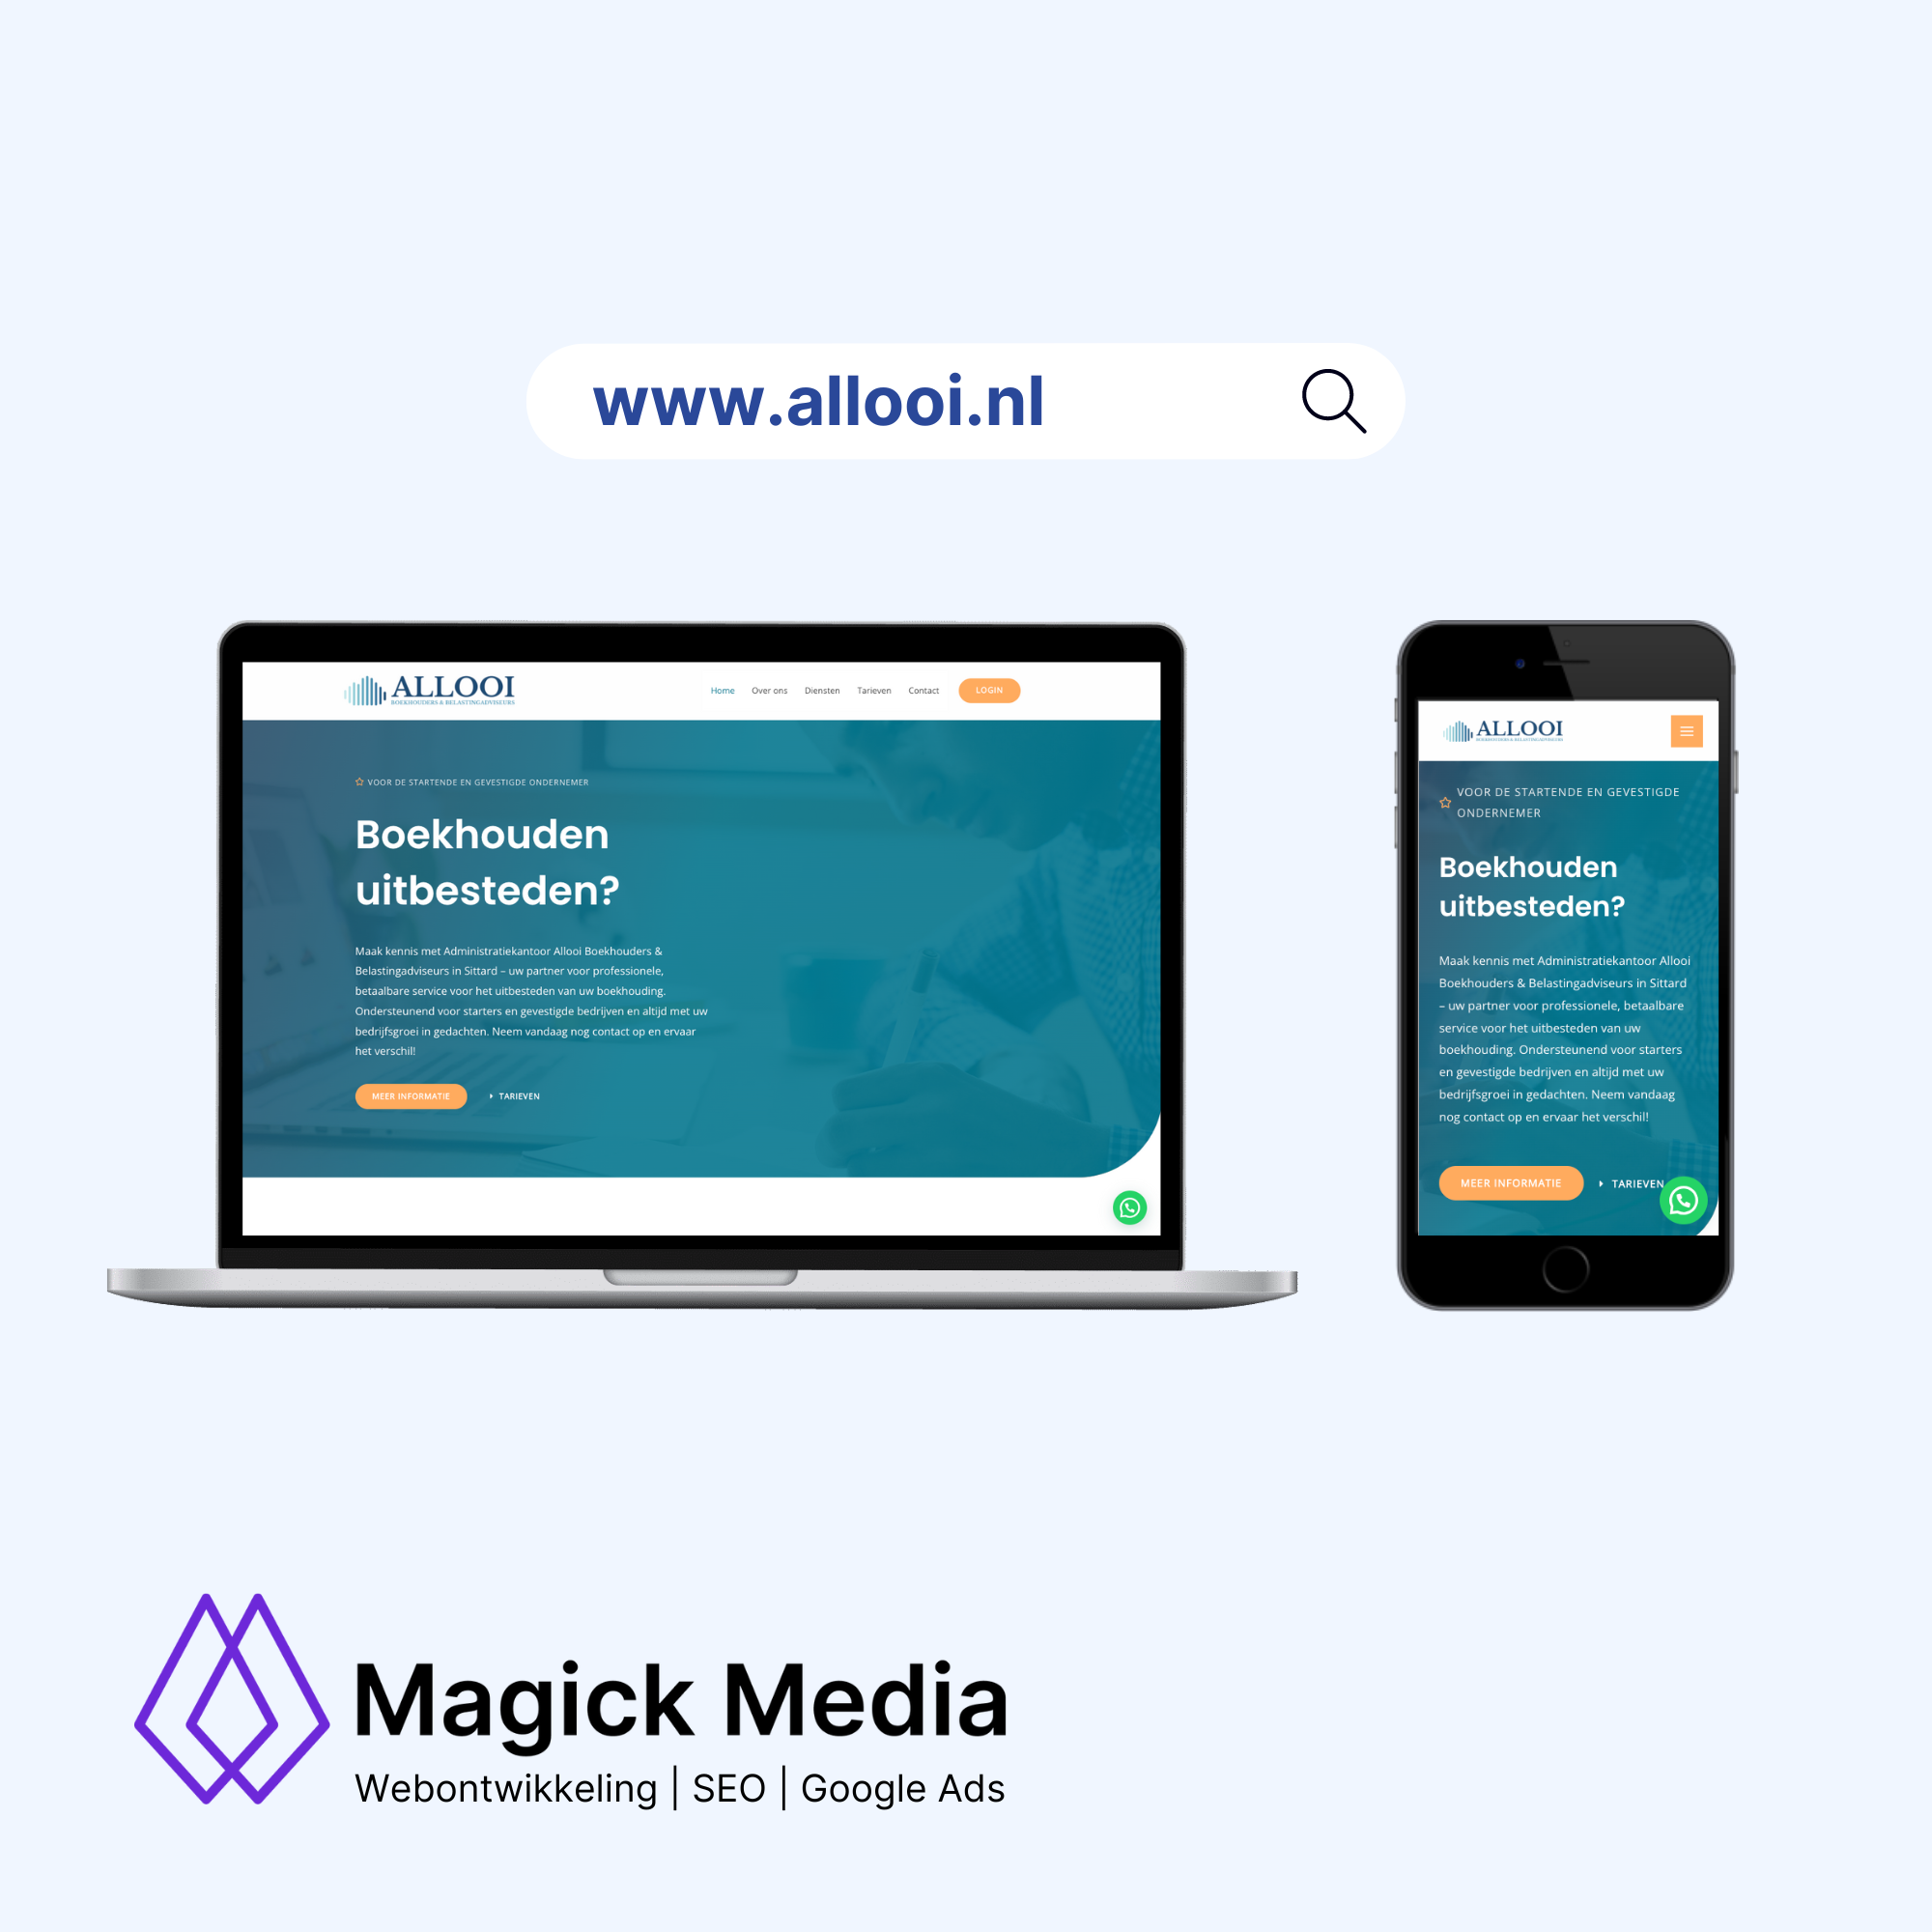 www.allooi.nl
ALLOOI
BOEKHOUDERS & BELASTINGADVISEURS
Home Over ons Diensten Tarieven Contact LOGIN
VOOR DE STARTENDE EN GEVESTIGDE ONDERNEMER
Boekhouden
uitbesteden?
Maak kennis met Administratiekantoor Allooi Boekhouders &
Belastingadviseurs in Sittard – uw partner voor professionele,
betaalbare service voor het uitbesteden van uw boekhouding.
Ondersteunend voor starters en gevestigde bedrijven en altijd met uw
bedrijfsgroei in gedachten. Neem vandaag nog contact op en ervaar
het verschil!
MEER INFORMATIE TARIEVEN
ALLOOI
BOEKHOUDERS & BELASTINGADVISEURS
VOOR DE STARTENDE EN GEVESTIGDE
ONDERNEMER
Boekhouden
uitbesteden?
Maak kennis met Administratiekantoor Allooi
Boekhouders & Belastingadviseurs in Sittard
– uw partner voor professionele, betaalbare
service voor het uitbesteden van uw
boekhouding. Ondersteunend voor starters
en gevestigde bedrijven en altijd met uw
bedrijfsgroei in gedachten. Neem vandaag
nog contact op en ervaar het verschil!
MEER INFORMATIE TARIEVEN
Magick Media
Webontwikkeling | SEO | Google Ads